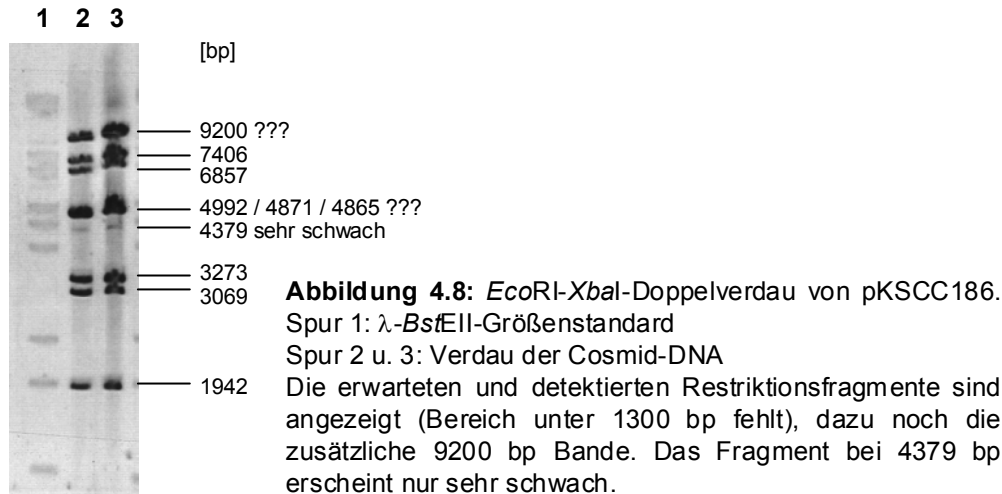 1 2 3
[bp]
9200 ???
7406
6857
4992 / 4871 / 4865 ???
4379 sehr schwach
3273
3069
1942
Abbildung 4.8: EcoRI-XbaI-Doppelverdau von pKSCC186.
Spur 1: λ-BstEII-Größenstandard
Spur 2 u. 3: Verdau der Cosmid-DNA
Die erwarteten und detektierten Restriktionsfragmente sind
angezeigt (Bereich unter 1300 bp fehlt), dazu noch die
zusätzliche 9200 bp Bande. Das Fragment bei 4379 bp
erscheint nur sehr schwach.